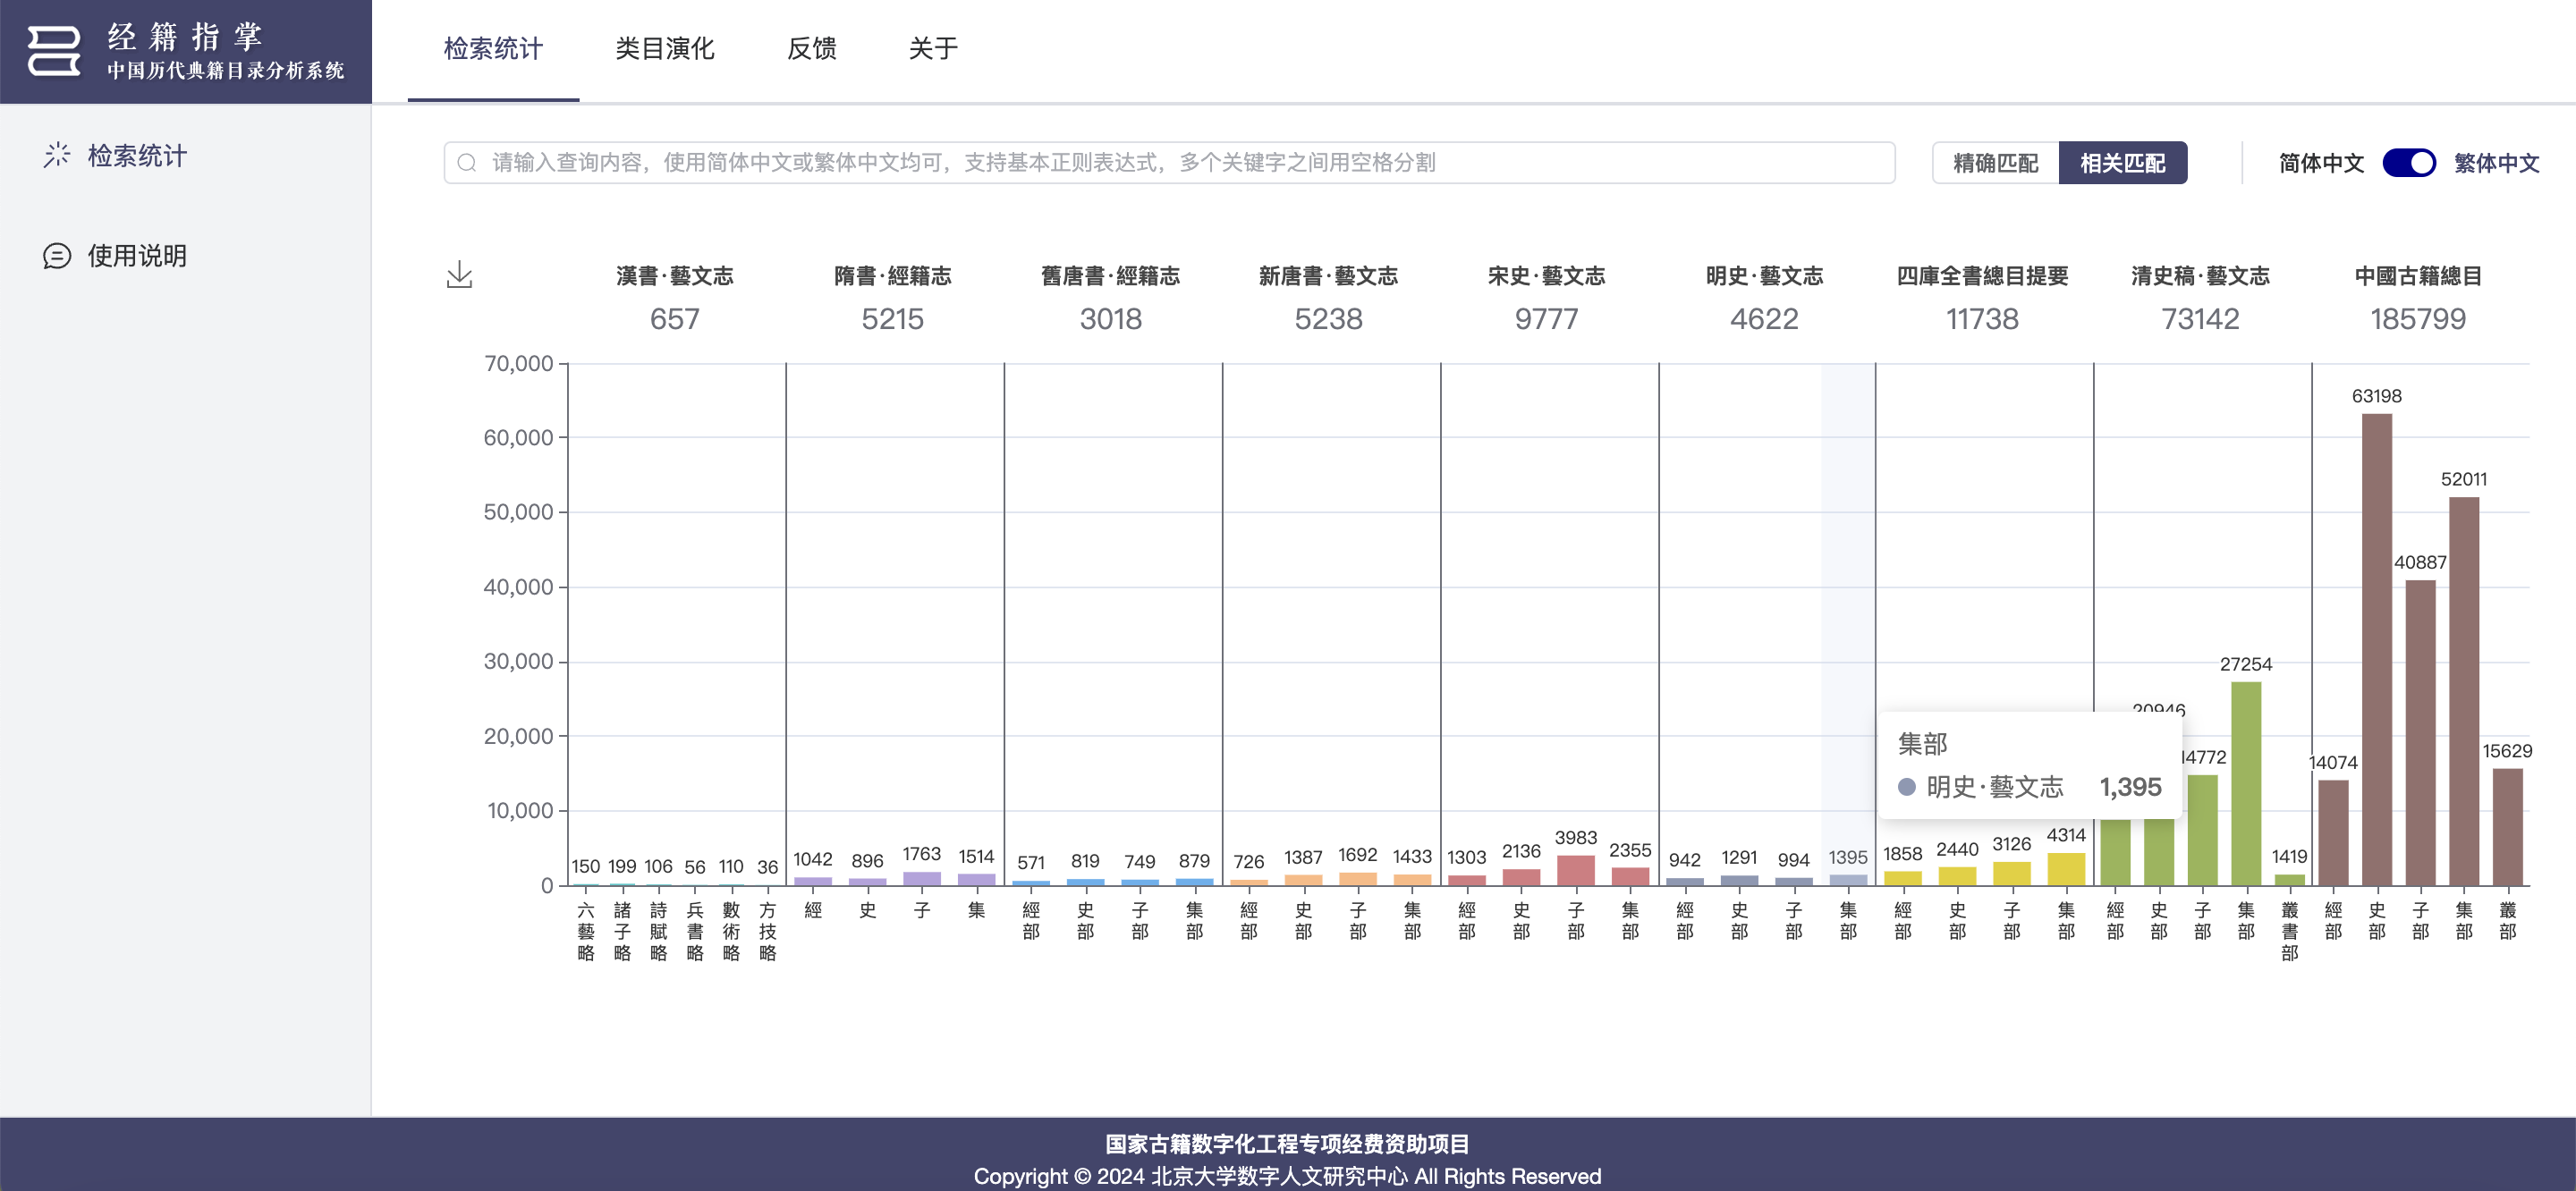 经籍指掌
中国历代典籍目录分析系统
检索统计 类目演化 反馈 关于
检索统计
使用说明
请输入查询内容，使用简体中文或繁体中文均可，支持基本正则表达式，多个关键字之间用空格分割
精确匹配 相关匹配 简体中文 繁体中文
漢書·藝文志 隋書·經籍志 舊唐書·經籍志 新唐書·藝文志 宋史·藝文志 明史·藝文志 四庫全書總目提要 清史稿·藝文志 中國古籍總目
657 5215 3018 5238 9777 4622 11738 73142 185799
70,000
60,000
50,000
40,000
30,000
20,000
10,000
0
150 199 106 56 110 36 1042 896 1763 1514 571 819 749 879 726 1387 1692 1433 1303 2136 3983 2355 942 1291 994 1395 1858 2440 3126 4314 20946 14772 27254 1419 14074 63198 40887 52011 15629
集部
明史·藝文志 1,395
六藝略 諸子略 詩賦略 兵書略 數術略 方技略 經 史 子 集 經部 史部 子部 集部 經部 史部 子部 集部 經部 史部 子部 集部 經部 史部 子部 集部 經部 史部 子部 集部 經部 史部 子部 集部 叢書部 經部 史部 子部 集部 叢部
国家古籍数字化工程专项经费资助项目
Copyright © 2024 北京大学数字人文研究中心 All Rights Reserved